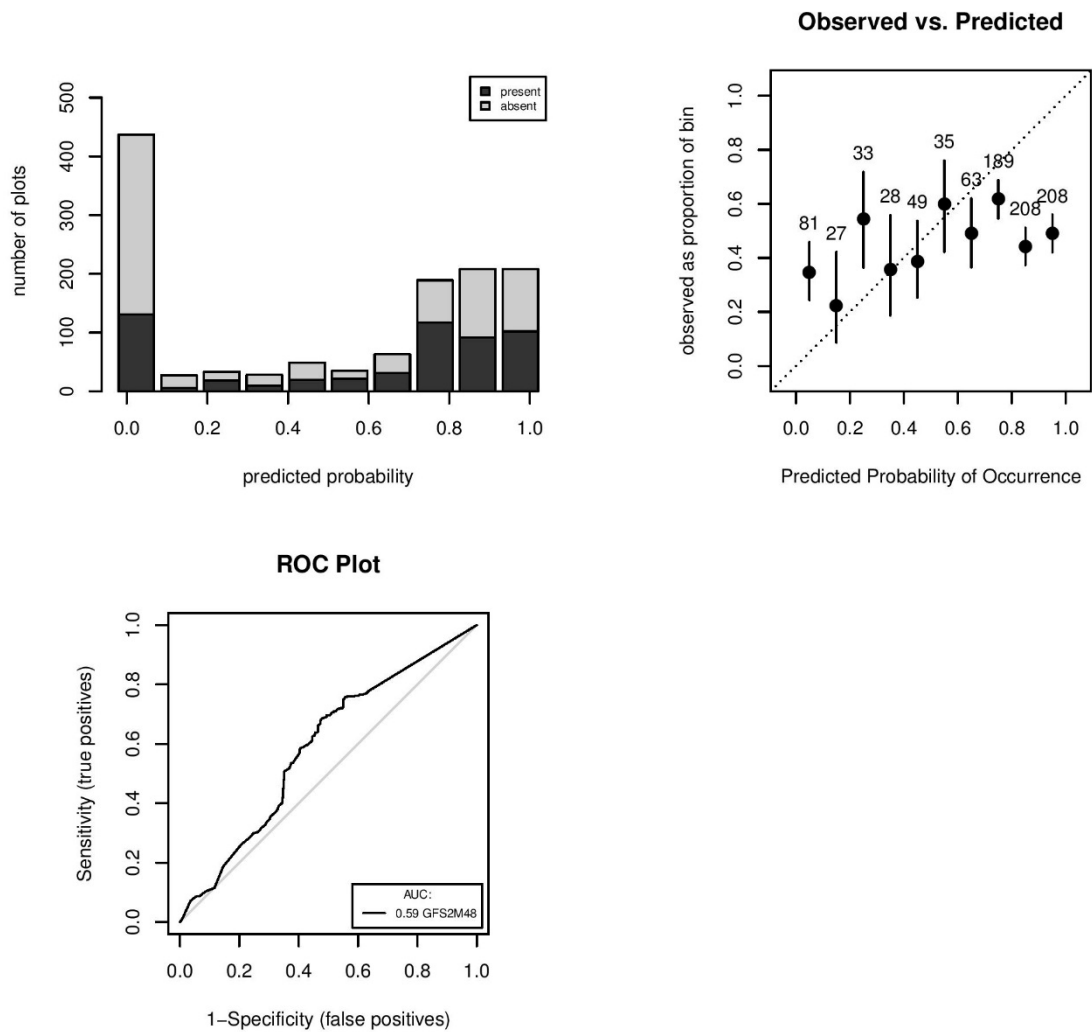 number of plots
0 100 200 300 400 500
present
absent
0.0 0.2 0.4 0.6 0.8 1.0
predicted probability
Observed vs. Predicted
observed as proportion of bin
0.0 0.2 0.4 0.6 0.8 1.0
81 27 33 28 49 35 63 189 208 208
0.0 0.2 0.4 0.6 0.8 1.0
Predicted Probability of Occurrence
ROC Plot
Sensitivity (true positives)
0.0 0.2 0.4 0.6 0.8 1.0
AUC:
0.59 GFS2M48
0.0 0.2 0.4 0.6 0.8 1.0
1−Specificity (false positives)